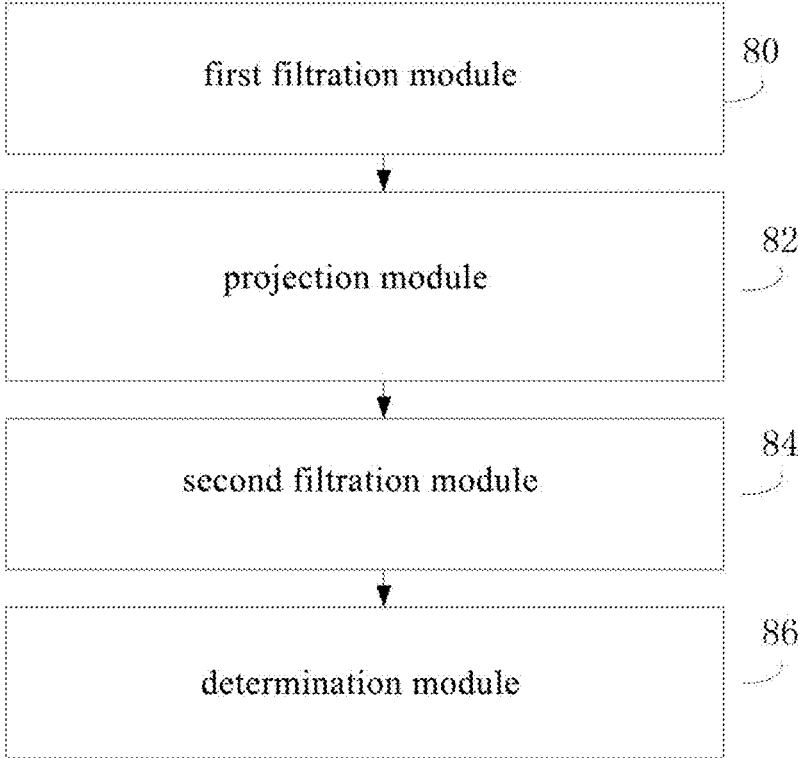 first filtration module
80
projection module
82
second filtration module
84
determination module
86